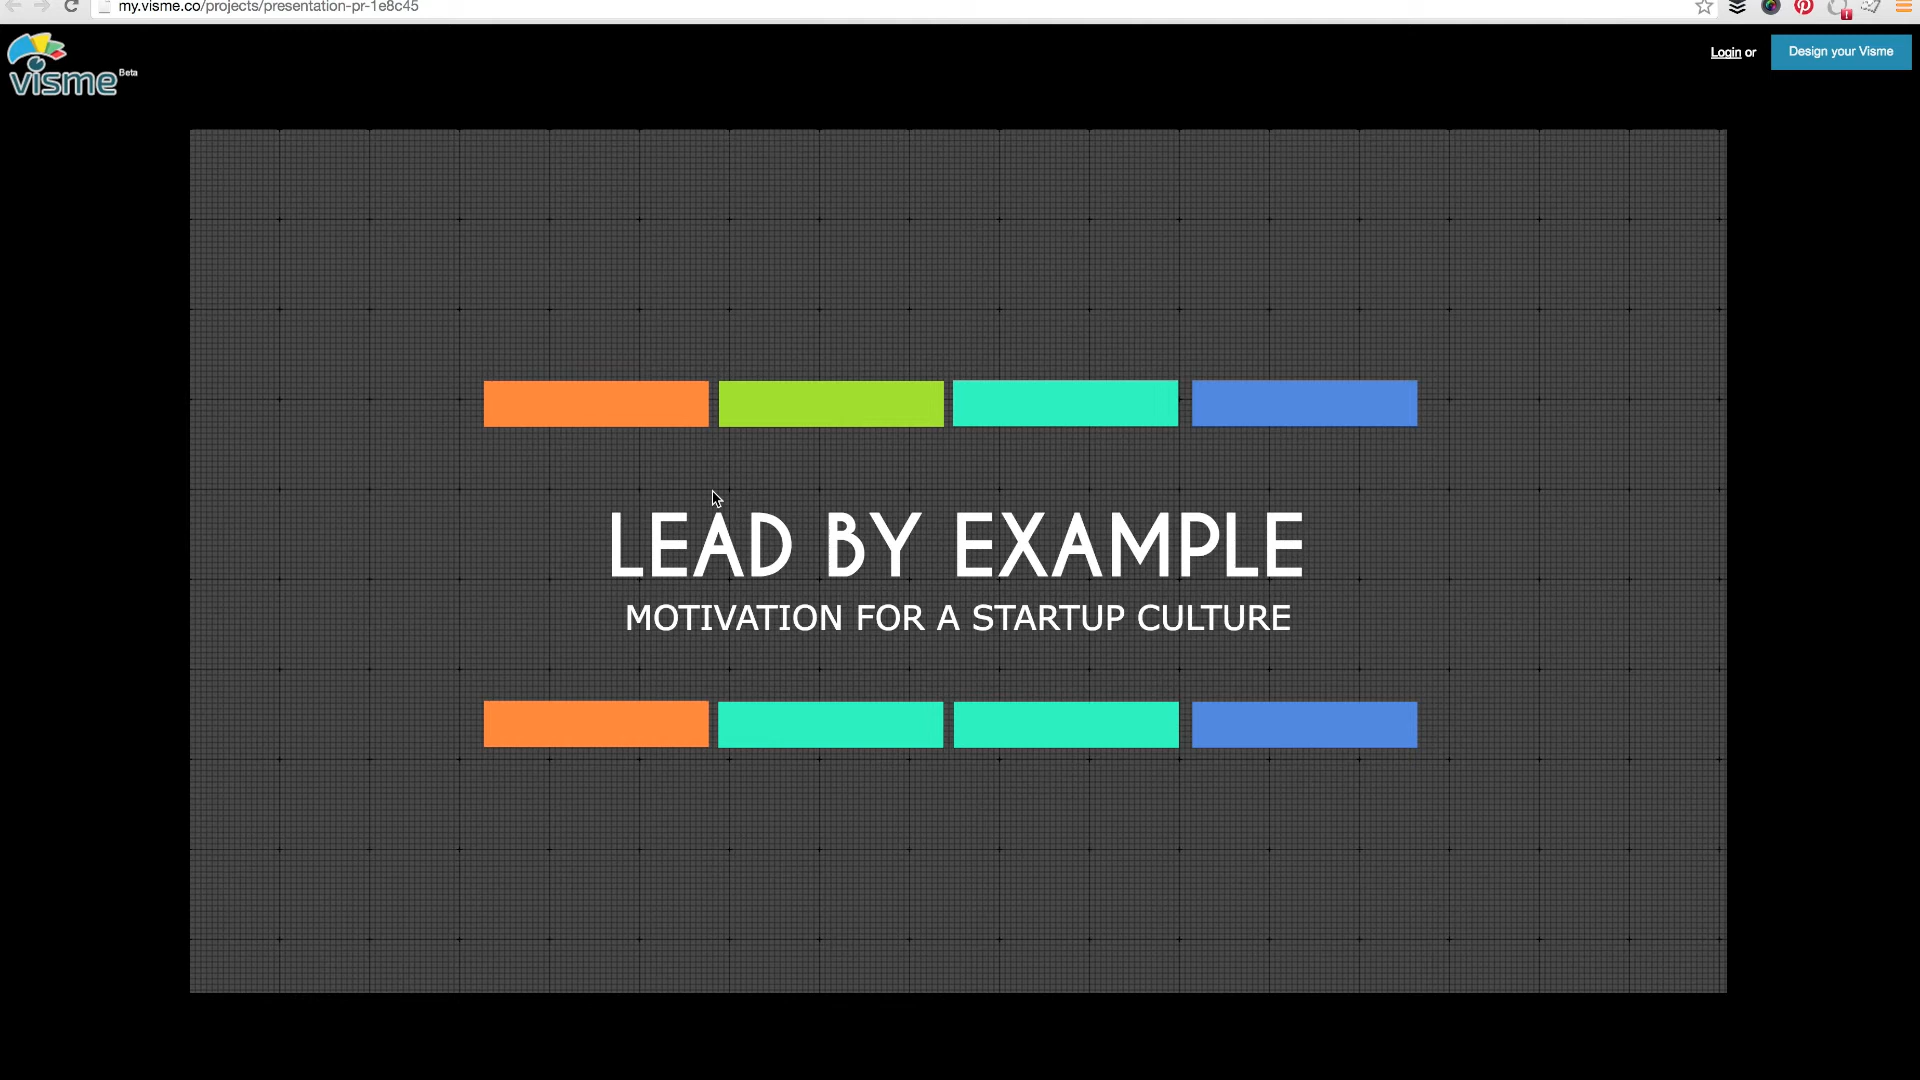 my.visme.co/projects/presentation-pr-1e8c45
visme Beta
Login or
Design your Visme
LEAD BY EXAMPLE
MOTIVATION FOR A STARTUP CULTURE